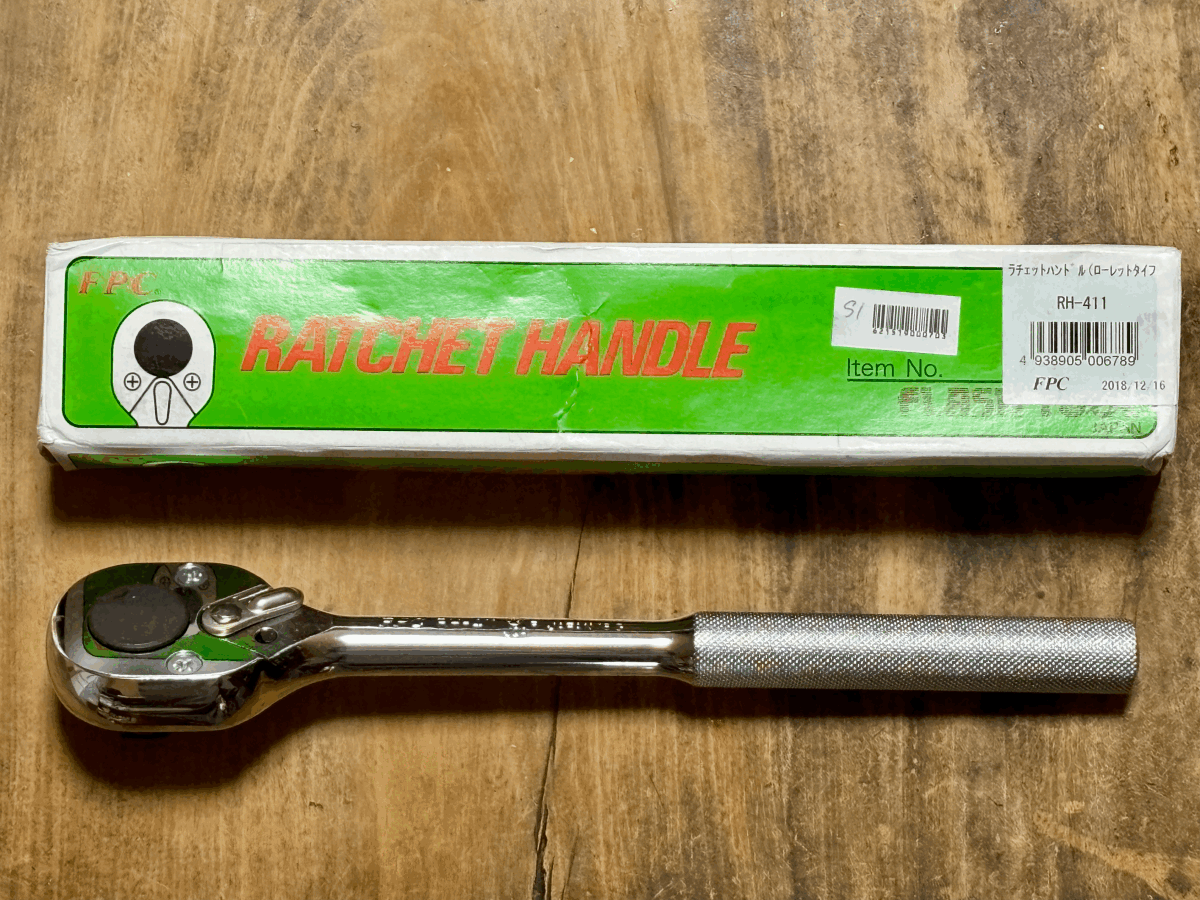 FPC
RATCHET HANDLE
S1
Item No.
JAPAN
ラチェットハンドル(ローレットタイプ
RH-411
4 938905 006789
FPC 2018/12/16